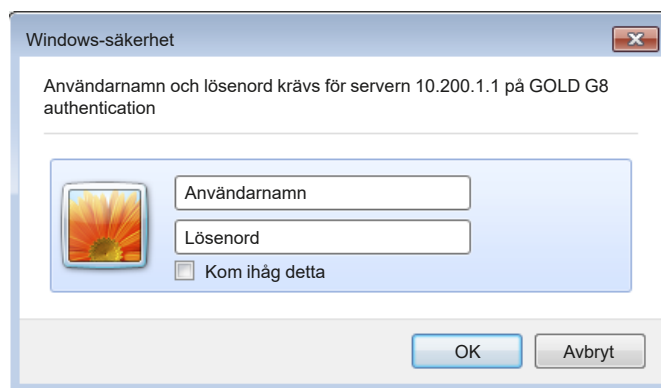 Windows-säkerhet
Användarnamn och lösenord krävs för servern 10.200.1.1 på GOLD G8
authentication
Användarnamn
Lösenord
Kom ihåg detta
OK
Avbryt